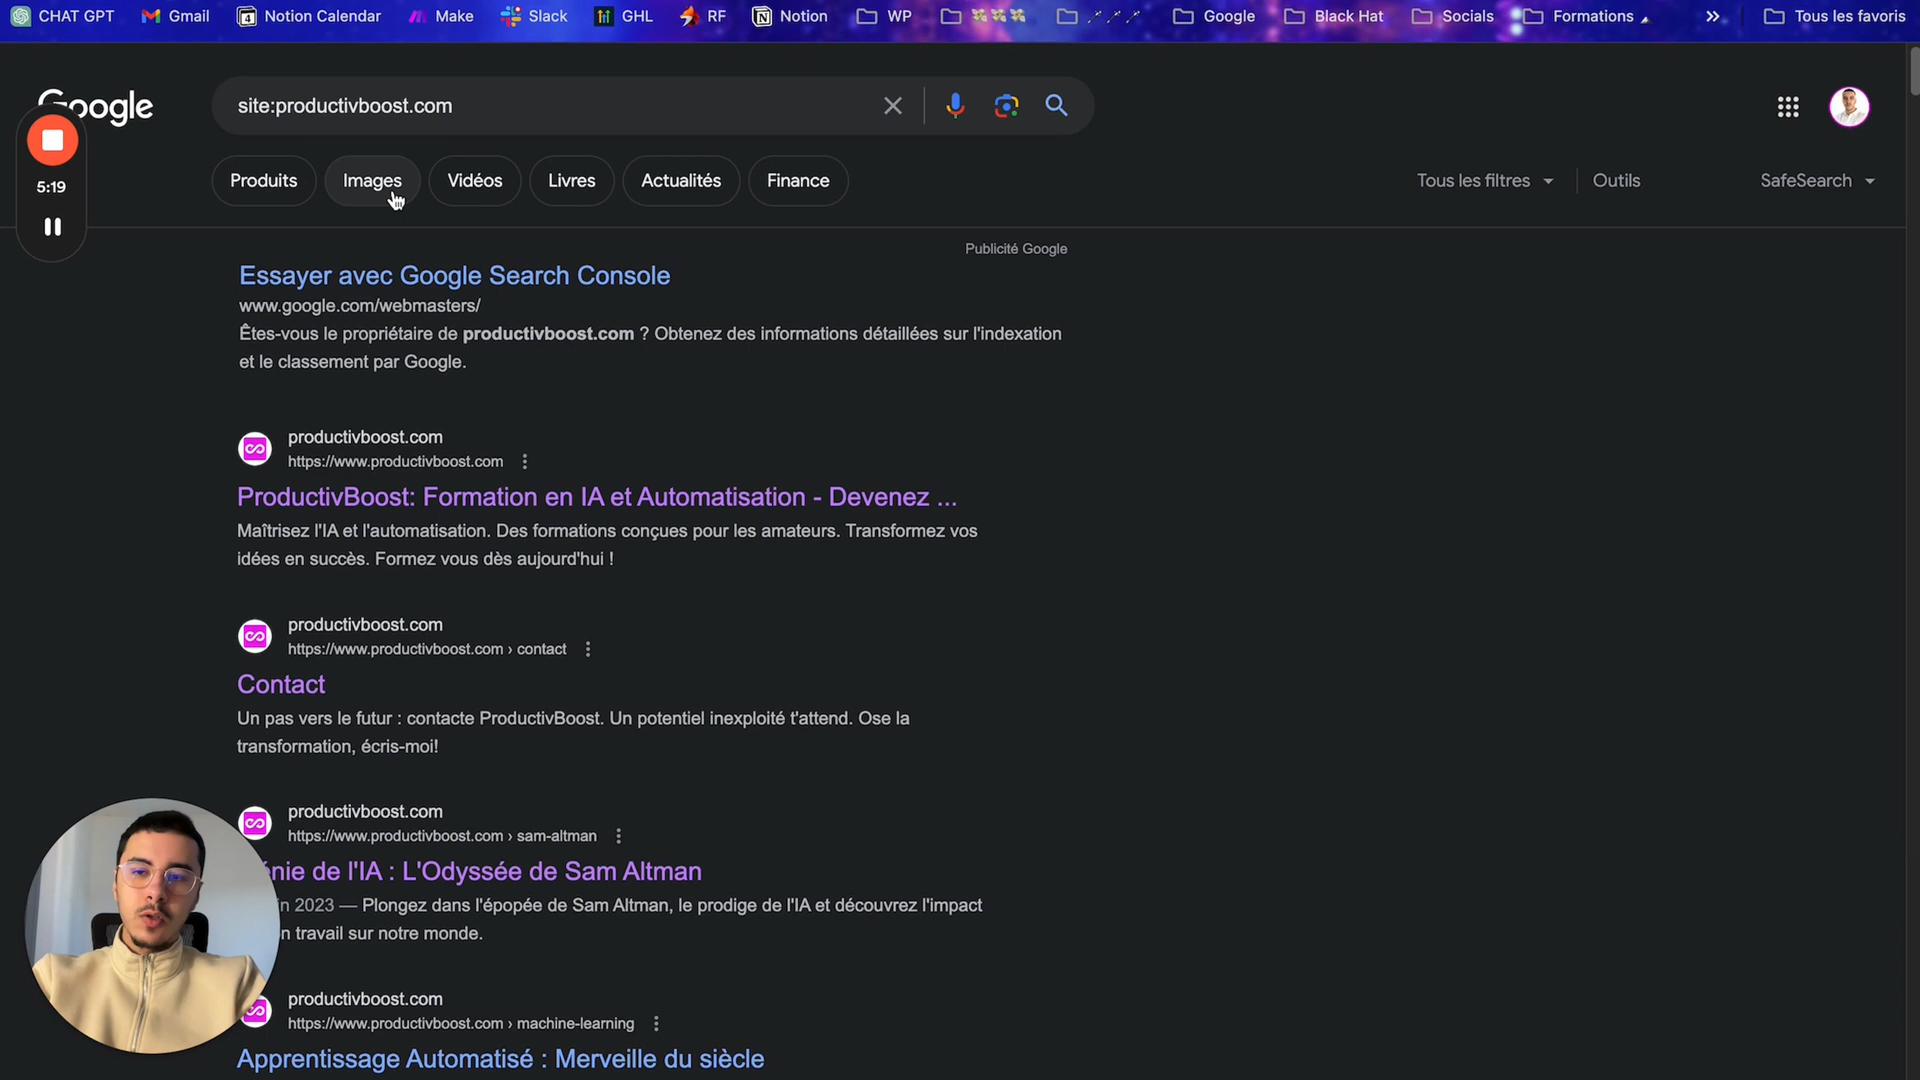 CHAT GPT
Gmail
4
Notion Calendar
Make
Slack
GHL
RF
Notion
WP
Google
Black Hat
Socials
Formations
Tous les favoris
Google
site:productivboost.com
5:19
Produits
Images
Vidéos
Livres
Actualités
Finance
Tous les filtres
Outils
SafeSearch
Publicité Google
Essayer avec Google Search Console
www.google.com/webmasters/
Êtes-vous le propriétaire de productivboost.com ? Obtenez des informations détaillées sur l'indexation
et le classement par Google.
productivboost.com
https://www.productivboost.com
ProductivBoost: Formation en IA et Automatisation - Devenez ...
Maîtrisez l'IA et l'automatisation. Des formations conçues pour les amateurs. Transformez vos
idées en succès. Formez vous dès aujourd'hui !
productivboost.com
https://www.productivboost.com › contact
Contact
Un pas vers le futur : contacte ProductivBoost. Un potentiel inexploité t'attend. Ose la
transformation, écris-moi!
productivboost.com
https://www.productivboost.com › sam-altman
de l'IA : L'Odyssée de Sam Altman
2023 — Plongez dans l'épopée de Sam Altman, le prodige de l'IA et découvrez l'impact
travail sur notre monde.
productivboost.com
https://www.productivboost.com › machine-learning
Apprentissage Automatisé : Merveille du siècle